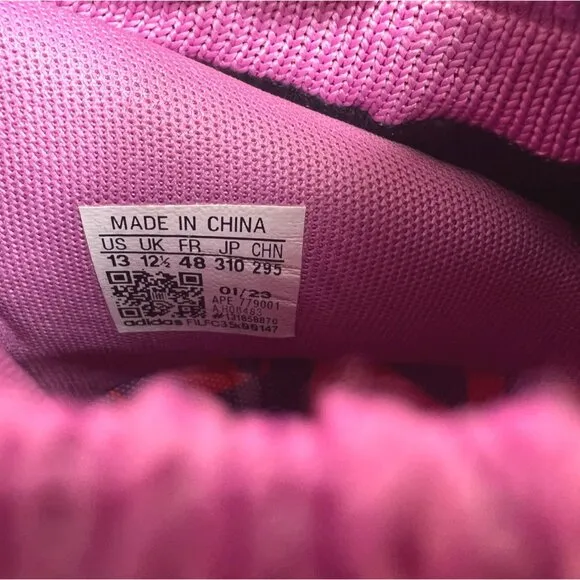 MADE IN CHINA
US UK FR JP CHN
13 12½ 48 310 295
01/23
APE 779001
#
adidas